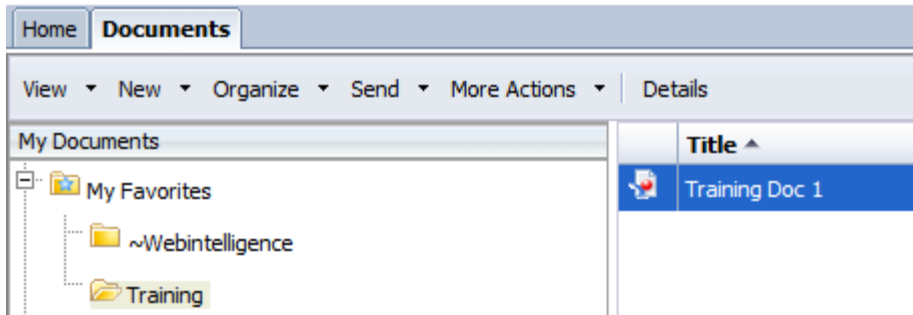 Home Documents
View New Organize Send More Actions Details
My Documents
Title
My Favorites
Training Doc 1
~Webintelligence
Training